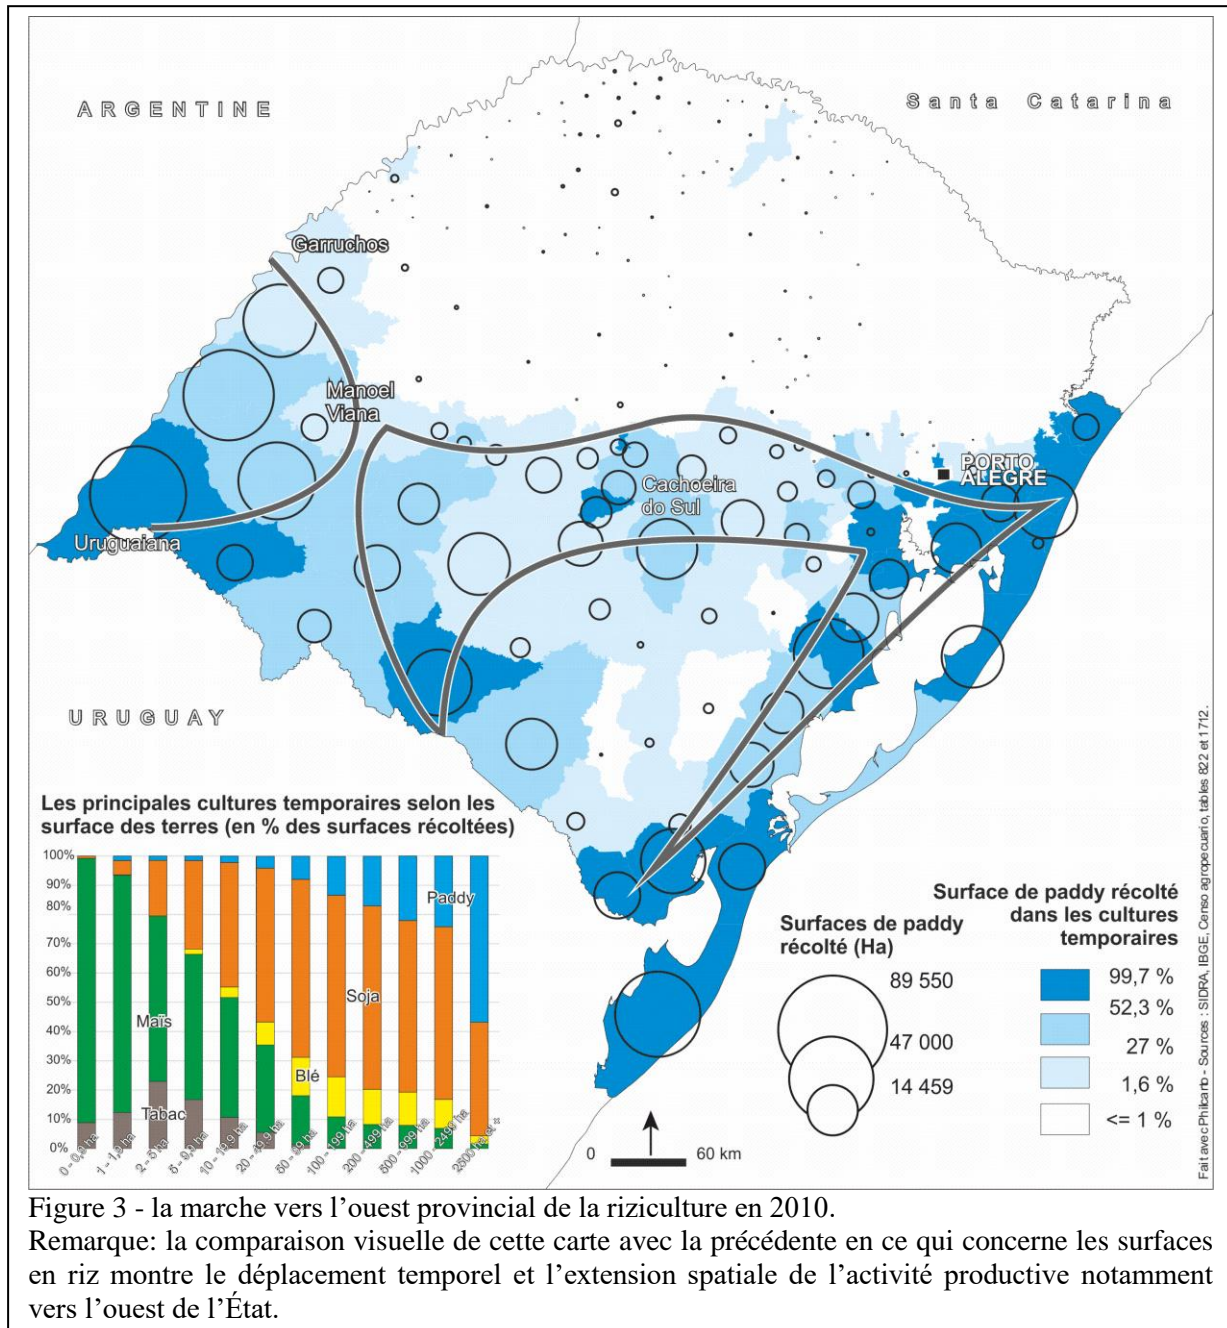 ARGENTINE
Santa Catarina
Garruchos
Manoel
Viana
PORTO
ALEGRE
Cachoeira
do Sul
Uruguaiana
URUGUAY
Les principales cultures temporaires selon les
surface des terres (en % des surfaces récoltées)
100%
90%
80%
70%
60%
50%
40%
30%
20%
10%
0%
Paddy
Soja
Maïs
Blé
Tabac
0 - 0,9 ha
1 - 1,9 ha
2 - 5 ha
5 - 9,9 ha
10 - 19,9 ha
20 - 49,9 ha
50 - 99 ha
100 - 199 ha
200 - 499 ha
500 - 999 ha
1000 - 2490 ha
2500 ha et +
0 60 km
Surfaces de paddy
récolté (Ha)
89 550
47 000
14 459
Surface de paddy récolté
dans les cultures
temporaires
99,7 %
52,3 %
27 %
1,6 %
<= 1 %
Fait avec Philcarto - Sources : SIDRA, IBGE, Censo agropecuario, tables 822 et 1712.
Figure 3 - la marche vers l’ouest provincial de la riziculture en 2010.
Remarque: la comparaison visuelle de cette carte avec la précédente en ce qui concerne les surfaces
en riz montre le déplacement temporel et l’extension spatiale de l’activité productive notamment
vers l’ouest de l’État.